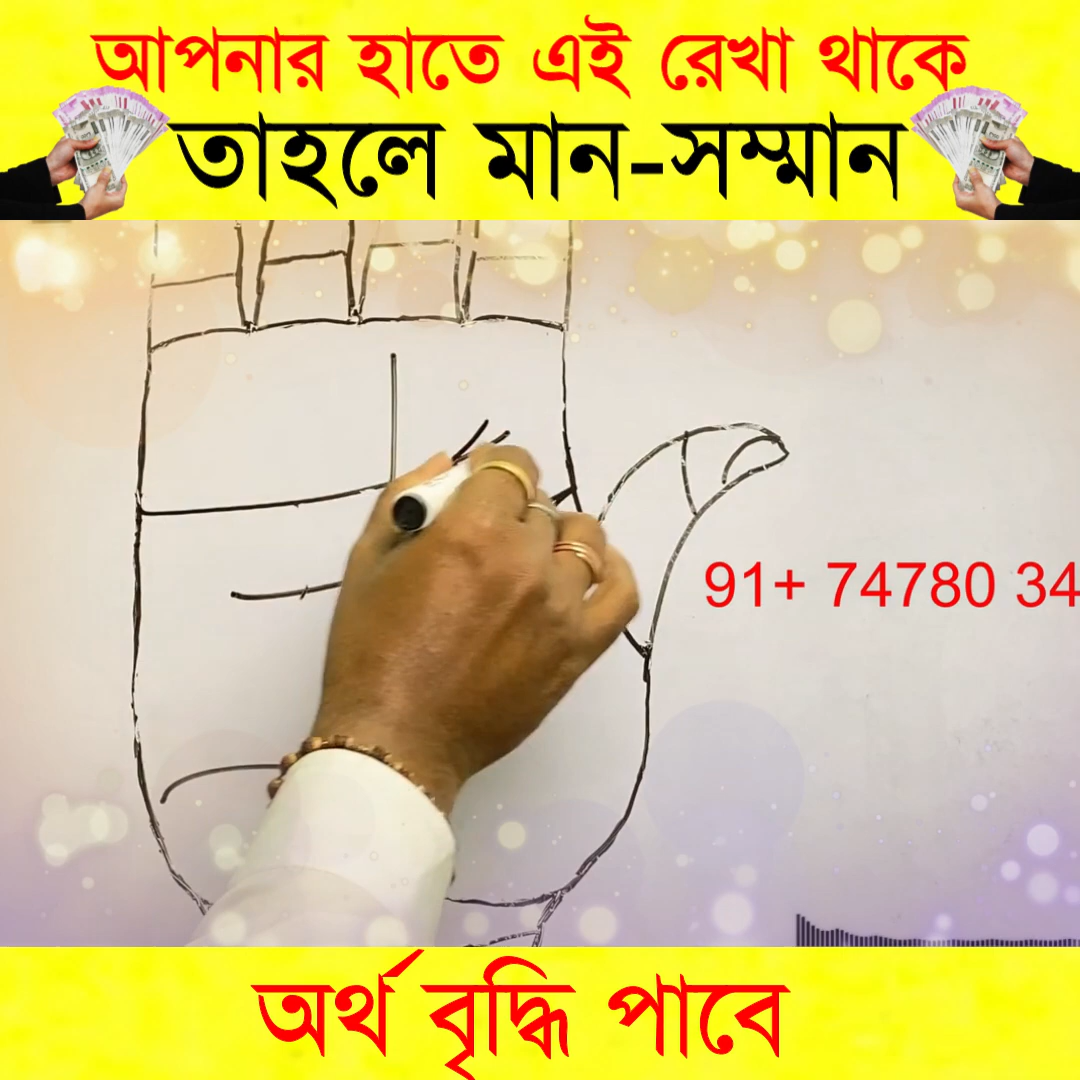 আপনার হাতে এই রেখা থাকে
তাহলে মান-সম্মান
91+ 74780 34
অর্থ বৃদ্ধি পাবে